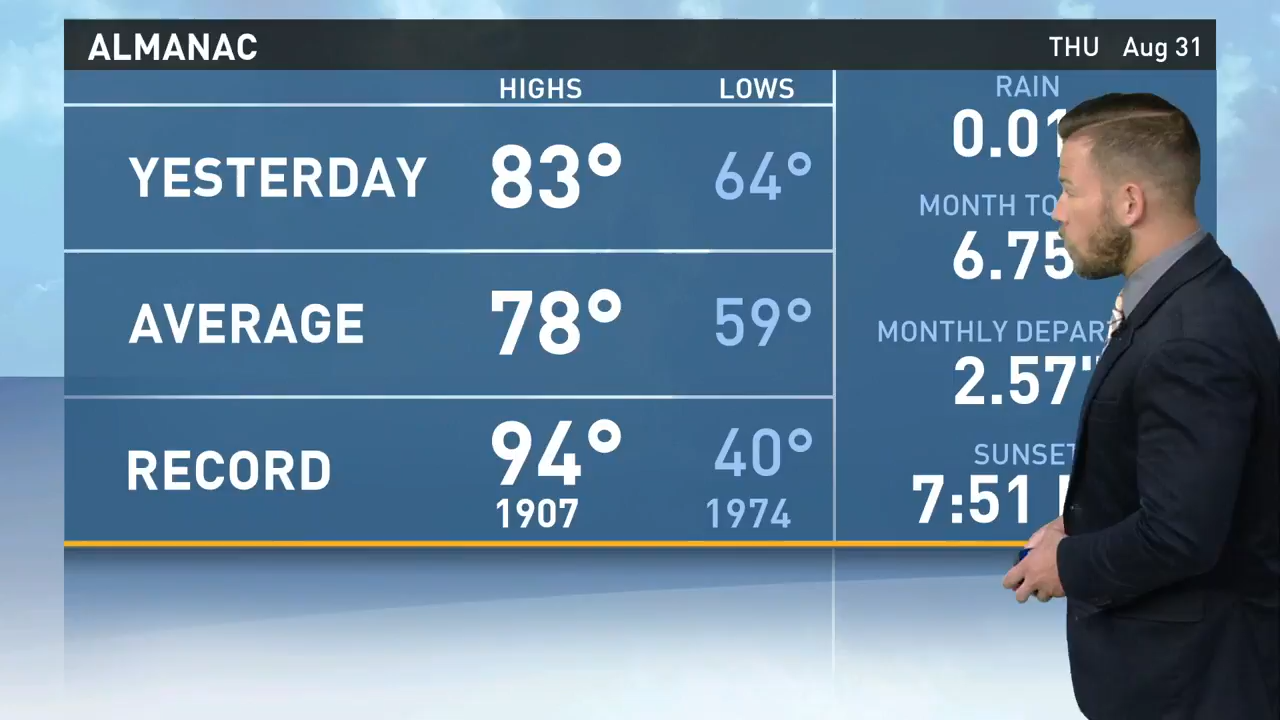 ALMANAC
THU Aug 31
HIGHS LOWS
YESTERDAY 83° 64°
AVERAGE 78° 59°
RECORD 94° 40°
1907 1974
RAIN
0.01
MONTH TO
6.75
MONTHLY
2.57"
SUNSET
7:51